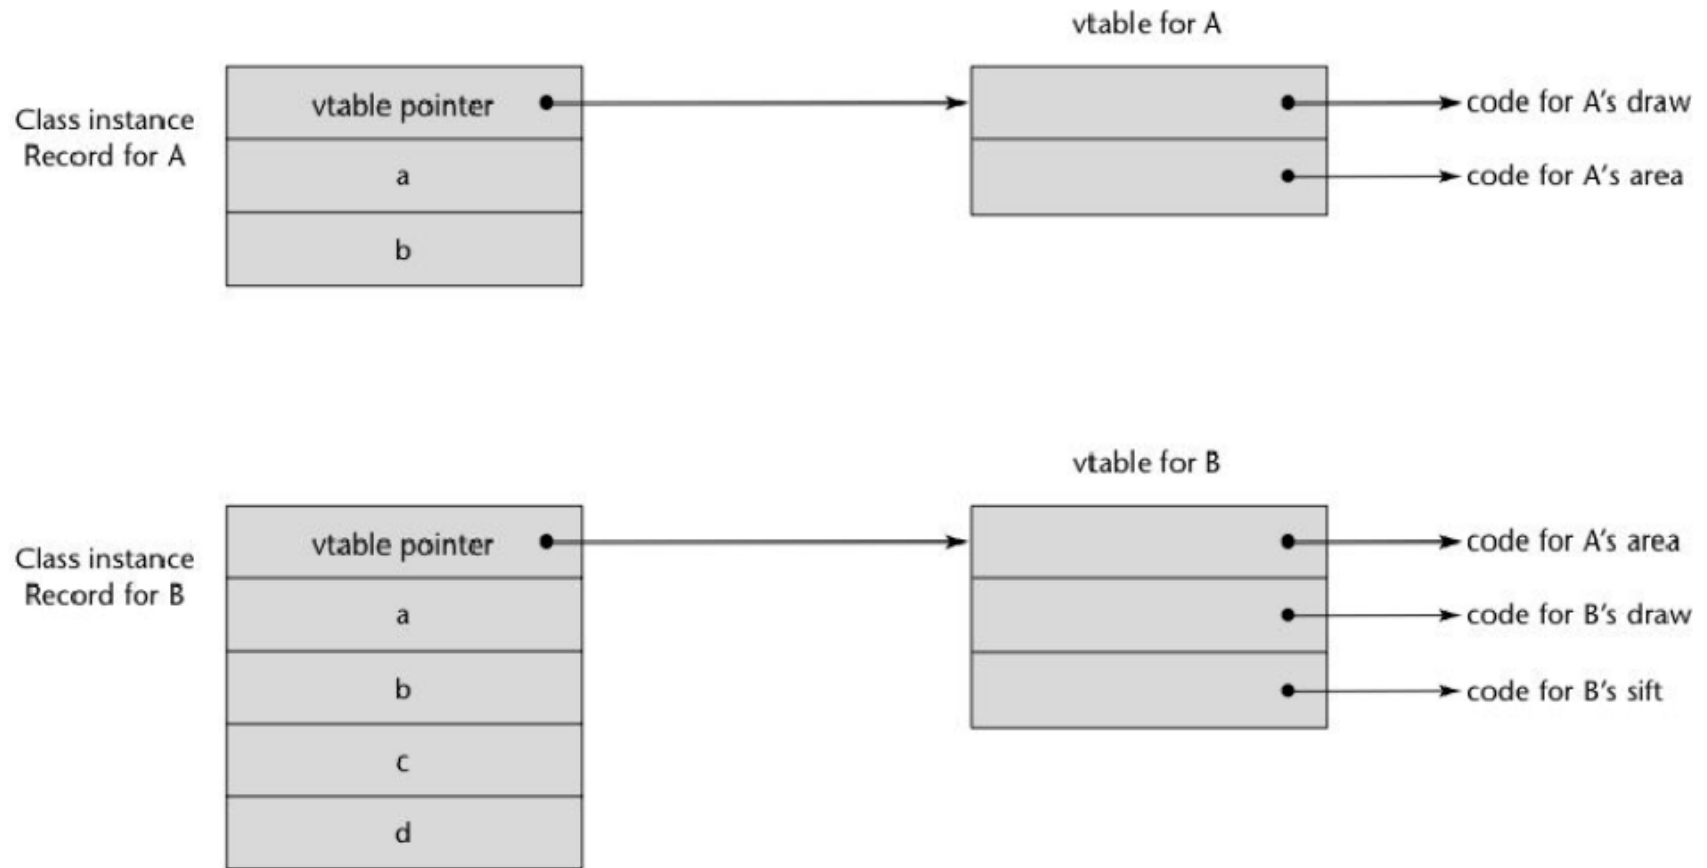 vtable for A
Class instance
Record for A
vtable pointer
a
b
code for A's draw
code for A's area
vtable for B
Class instance
Record for B
vtable pointer
a
b
c
d
code for A's area
code for B's draw
code for B's sift